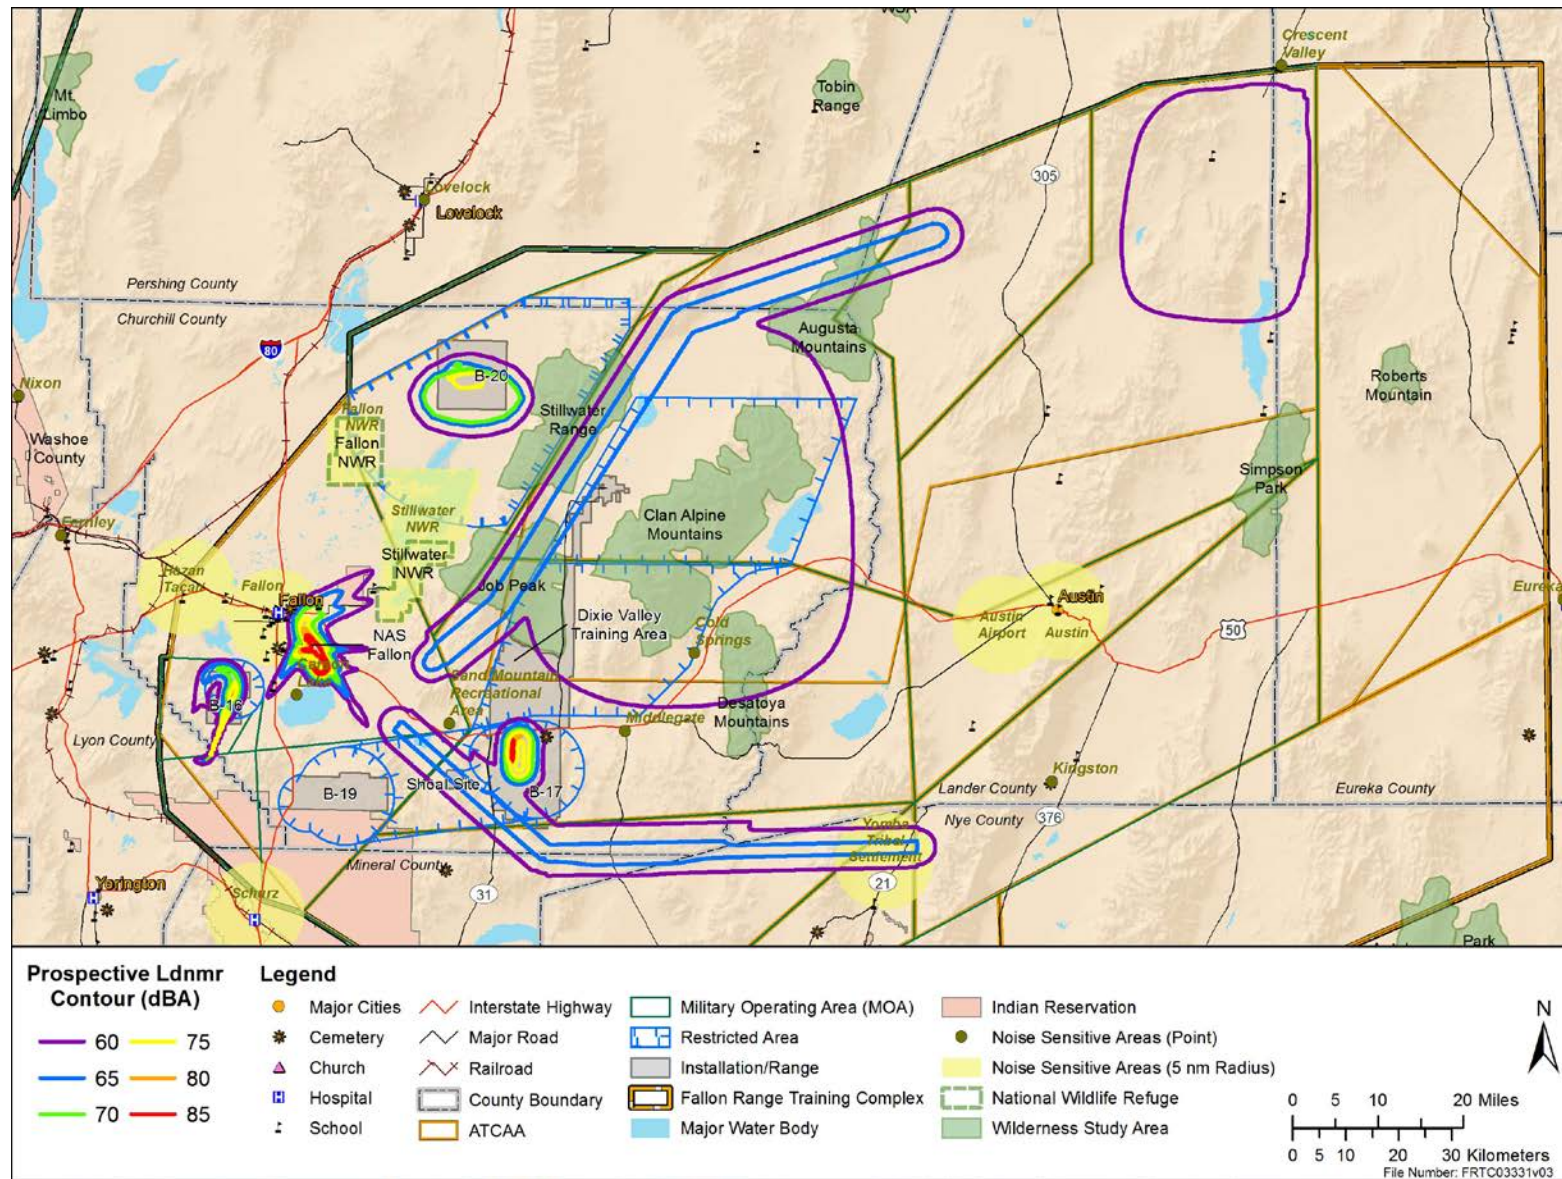 WSA
Crescent
Valley
Mt.
Limbo
Tobin
Range
305
Lovelock
Lovelock
Pershing County
Churchill County
80
Augusta
Mountains
B-20
Nixon
Roberts
Mountain
Stillwater
Range
Fallon
NWR
Fallon
NWR
Washoe
County
Simpson
Park
Stillwater
NWR
Clan Alpine
Mountains
Fernley
Stillwater
NWR
Hazan
Fallon
Fallon
Job Peak
Eureka
Austin
Dixie Valley
Training Area
Austin
Airport
Austin
Cold
Springs
50
NAS
Fallon
Carson
Lake
Sand Mountain
Recreational
Area
B-16
Desatoya
Mountains
Middlegate
Lyon County
Kingston
Shoal Site
B-17
B-19
Lander County
Eureka County
Nye County
376
Yomba
Tribal
Settlement
Mineral County
Yerington
Schurz
31
21
Park
Prospective Ldnmr
Contour (dBA)
60
75
65
80
70
85
Legend
Major Cities
Cemetery
Church
Hospital
School
Interstate Highway
Major Road
Railroad
County Boundary
ATCAA
Military Operating Area (MOA)
Restricted Area
Installation/Range
Fallon Range Training Complex
Major Water Body
Indian Reservation
Noise Sensitive Areas (Point)
Noise Sensitive Areas (5 nm Radius)
National Wildlife Refuge
Wilderness Study Area
N
0 5 10 20 Miles
0 5 10 20 30 Kilometers
File Number: FRTC03331v03